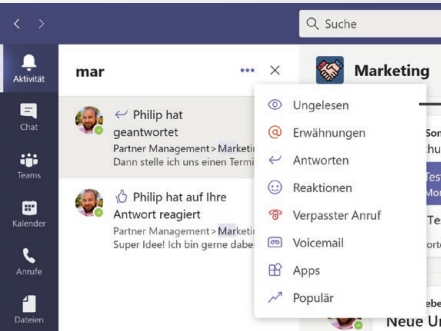 Suche
Aktivität
Chat
Teams
Kalender
Anrufe
Dateien
mar
Philip hat
geantwortet
Partner Management > Marketi
Dann stelle ich uns einen Termi
Philip hat auf Ihre
Antwort reagiert
Partner Management > Marketi
Super Idee! Ich bin gerne dabe
Ungelesen
Erwähnungen
Antworten
Reaktionen
Verpasster Anruf
Voicemail
Apps
Populär
Marketing
Neue Un